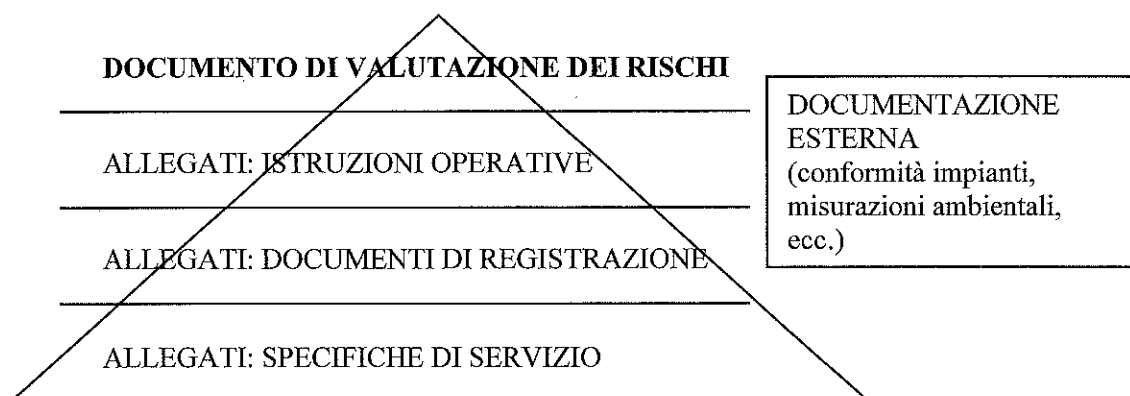 DOCUMENTO DI VALUTAZIONE DEI RISCHI
ALLEGATI: ISTRUZIONI OPERATIVE
ALLEGATI: DOCUMENTI DI REGISTRAZIONE
ALLEGATI: SPECIFICHE DI SERVIZIO
DOCUMENTAZIONE
ESTERNA
(conformità impianti,
misurazioni ambientali,
ecc.)